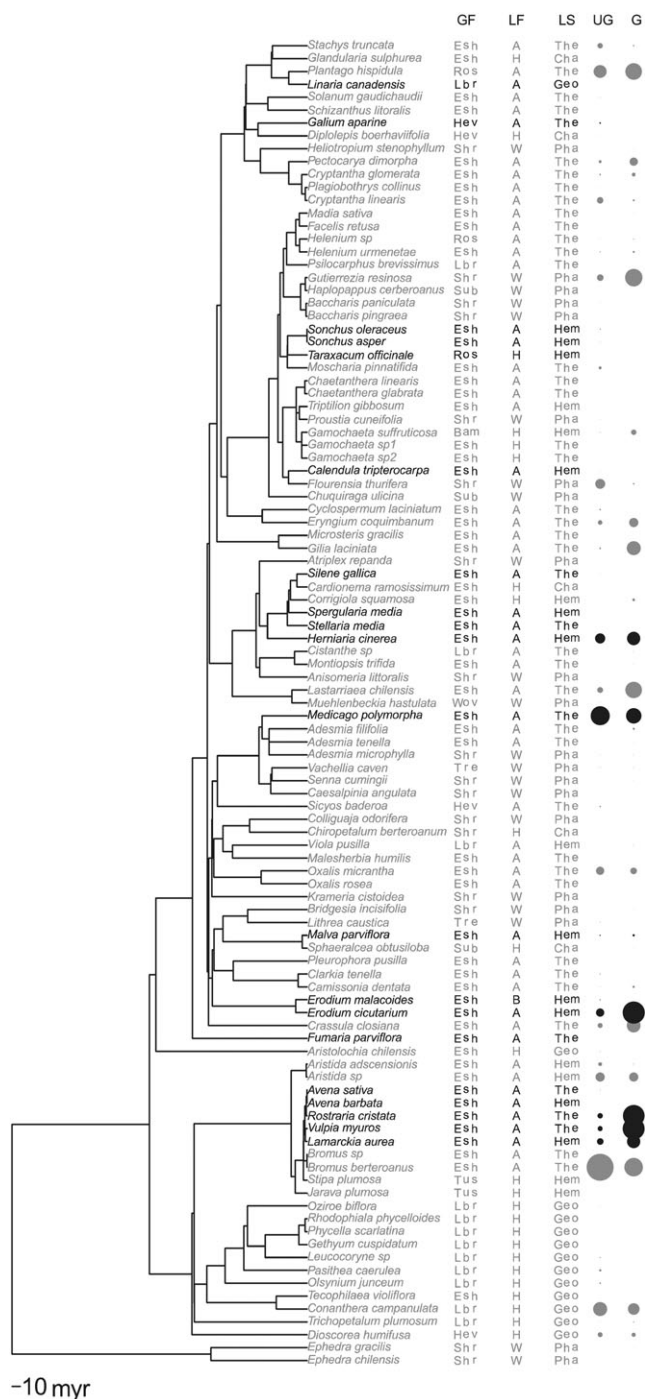 GF LF LS UG G
Stachys truncata Esh A The
Glandularia sulphurea Esh H Cha
Plantago hispidula Ros A The
Linaria canadensis Lbr A Geo
Solanum gaudichaudii Esh A The
Schizanthus litoralis Esh A The
Galium aparine Hev A The
Diplolepis boerhaviifolia Hev H Cha
Heliotropium stenophyllum Shr W Pha
Pectocarya dimorpha Esh A The
Cryptantha glomerata Esh A The
Plagiobothrys collinus Esh A The
Cryptantha linearis Esh A The
Madia sativa Esh A The
Facelis retusa Esh A The
Helenium sp Ros A The
Helenium urmenetae Esh A The
Psilocarphus brevissimus Lbr A The
Gutierrezia resinosa Shr W Pha
Haplopappus cerberoanus Sub W Pha
Baccharis paniculata Shr W Pha
Baccharis pingraea Shr W Pha
Sonchus oleraceus Esh A Hem
Sonchus asper Esh A Hem
Taraxacum officinale Ros H Hem
Moscharia pinnatifida Esh A The
Chaetanthera linearis Esh A The
Chaetanthera glabrata Esh A The
Triptilion gibbosum Esh A Hem
Proustia cuneifolia Shr W Pha
Gamochaeta suffruticosa Bam H Hem
Gamochaeta sp1 Esh H The
Gamochaeta sp2 Esh H The
Calendula tripterocarpa Esh A Hem
Flourensia thurifera Shr W Pha
Chuquiraga ulicina Sub W Pha
Cyclospermum laciniatum Esh A The
Eryngium coquimbanum Esh A The
Microsteris gracilis Esh A The
Gilia laciniata Esh A The
Atriplex repanda Shr W Pha
Silene gallica Esh A The
Cardionema ramosissimum Esh H Cha
Corrigiola squamosa Esh H Hem
Spergularia media Esh A Hem
Stellaria media Esh A The
Herniaria cinerea Esh A Hem
Cistanthe sp Lbr A The
Montiopsis trifida Esh A The
Anisomeria littoralis Shr W Pha
Lastarriaea chilensis Esh A The
Muehlenbeckia hastulata Wov W Pha
Medicago polymorpha Esh A The
Adesmia filifolia Esh A The
Adesmia tenella Esh A The
Adesmia microphylla Shr W Pha
Vachellia caven Tre W Pha
Senna cumingii Shr W Pha
Caesalpinia angulata Shr W Pha
Sicyos baderoa Hev A The
Colliguaja odorifera Shr W Pha
Chiropetalum berteroanum Shr H Cha
Viola pusilla Lbr A Hem
Malesherbia humilis Esh A The
Oxalis micrantha Esh A The
Oxalis rosea Esh A The
Krameria cistoidea Shr W Pha
Bridgesia incisifolia Shr W Pha
Lithrea caustica Tre W Pha
Malva parviflora Esh A Hem
Sphaeralcea obtusiloba Sub H Cha
Pleurophora pusilla Esh A The
Clarkia tenella Esh A The
Camissonia dentata Esh A The
Erodium malacoides Esh B Hem
Erodium cicutarium Esh A Hem
Crassula closiana Esh A The
Fumaria parviflora Esh A The
Aristolochia chilensis Esh H Geo
Aristida adscensionis Esh A Hem
Aristida sp Esh A Hem
Avena sativa Esh A The
Avena barbata Esh A Hem
Rostraria cristata Esh A The
Vulpia myuros Esh A The
Lamarckia aurea Esh A Hem
Bromus sp Esh A The
Bromus berteroanus Esh A The
Stipa plumosa Tus H Hem
Jarava plumosa Tus H Hem
Oziroe biflora Lbr H Geo
Rhodophiala phycelloides Lbr H Geo
Phycella scarlatina Lbr H Geo
Gethyum cuspidatum Lbr H Geo
Leucocoryne sp Lbr H Geo
Pasithea caerulea Lbr H Geo
Olsynium junceum Lbr H Geo
Tecophilaea violiflora Esh H Geo
Conanthera campanulata Lbr H Geo
Trichopetalum plumosum Lbr H Geo
Dioscorea humifusa Hev H Geo
Ephedra gracilis Shr W Pha
Ephedra chilensis Shr W Pha
−10 myr